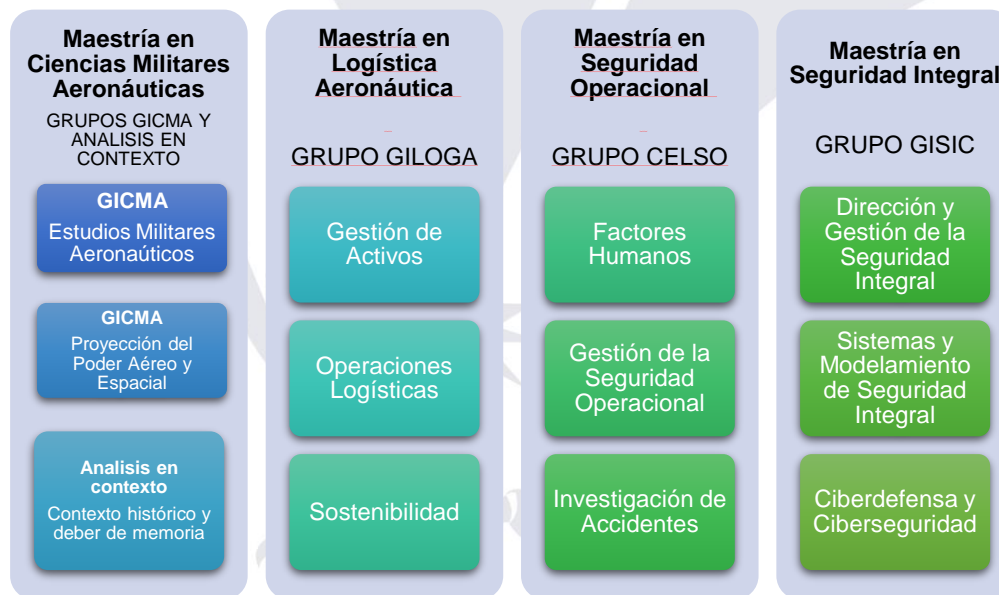 Maestría en
Ciencias Militares
Aeronáuticas
GRUPOS GICMA Y
ANALISIS EN
CONTEXTO
GICMA
Estudios Militares
Aeronaúticos
GICMA
Proyección del
Poder Aéreo y
Espacial
Analisis en
contexto
Contexto histórico y
deber de memoria
Maestría en
Logística
Aeronáutica
GRUPO GILOGA
Gestión de
Activos
Operaciones
Logísticas
Sostenibilidad
Maestría en
Seguridad
Operacional
GRUPO CELSO
Factores
Humanos
Gestión de la
Seguridad
Operacional
Investigación de
Accidentes
Maestría en
Seguridad Integral
GRUPO GISIC
Dirección y
Gestión de la
Seguridad
Integral
Sistemas y
Modelamiento
de Seguridad
Integral
Ciberdefensa y
Ciberseguridad